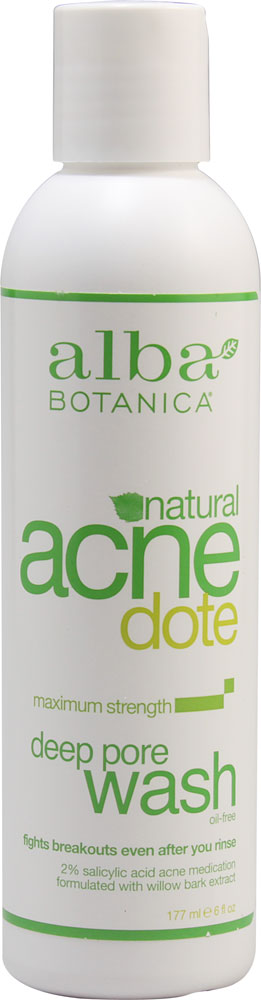 alba
BOTANICA®
natural
acne
dote
maximum strength
deep pore
wash
oil-free
fights breakouts even after you rinse
2% salicylic acid acne medication
formulated with willow bark extract
177 ml e 6 fl oz